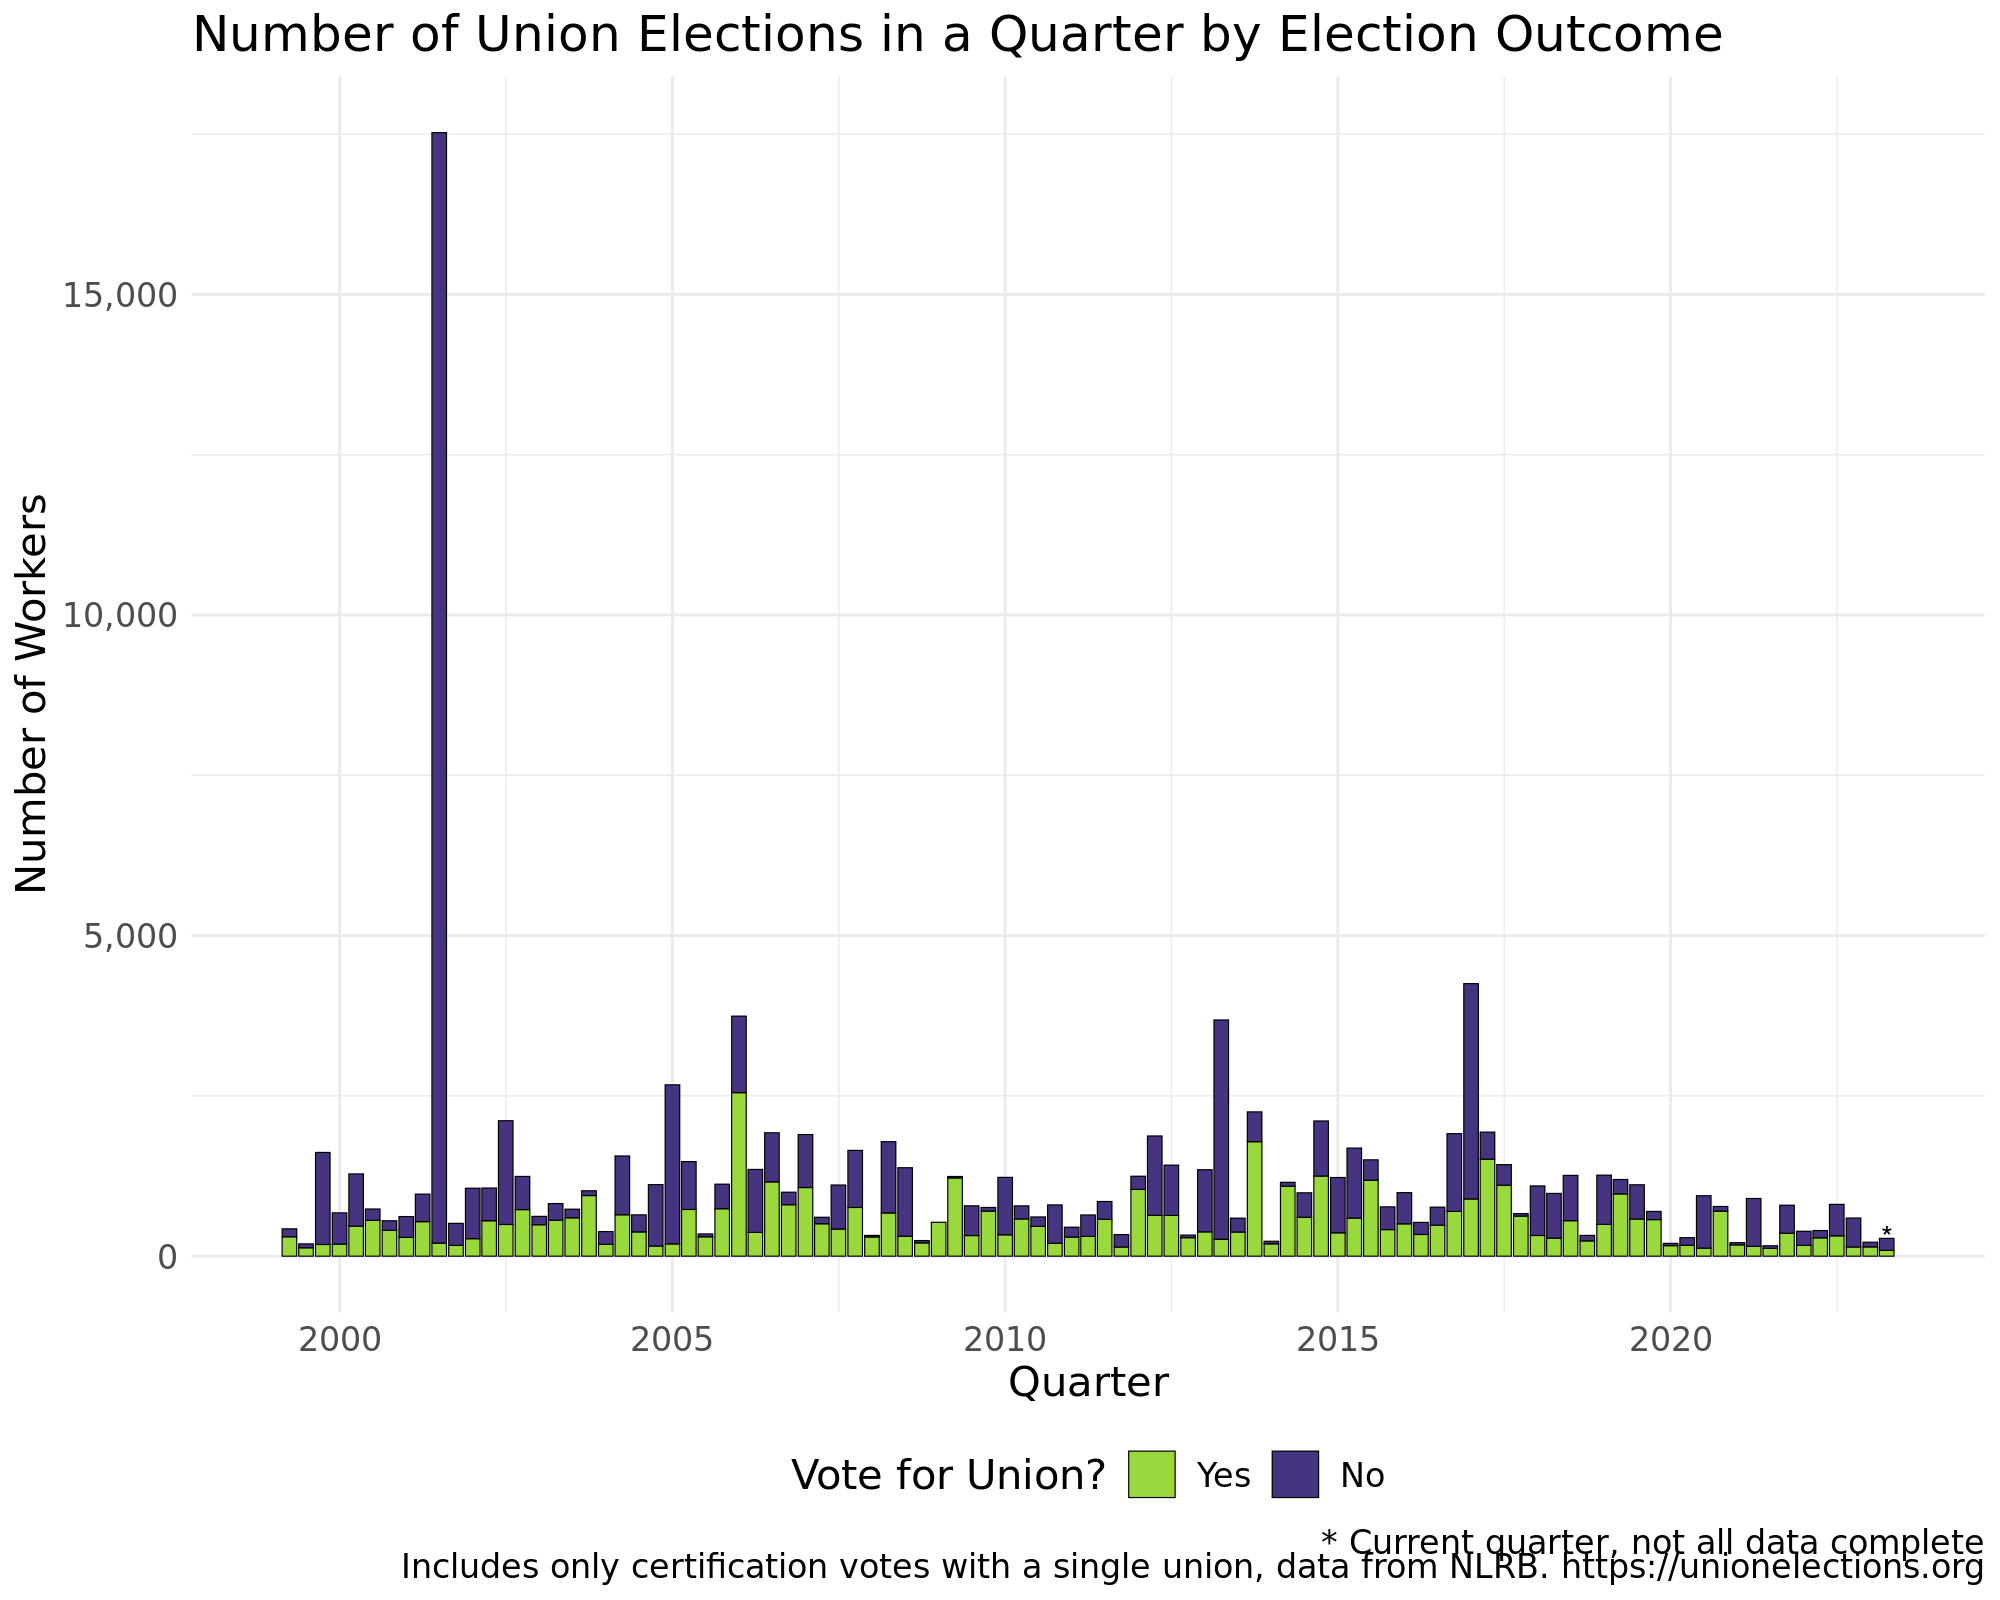 Number of Union Elections in a Quarter by Election Outcome
Number of Workers
15,000
10,000
5,000
0
*
2000 2005 2010 2015 2020
Quarter
Vote for Union? Yes No
* Current quarter, not all data complete
Includes only certification votes with a single union, data from NLRB. https://unionelections.org